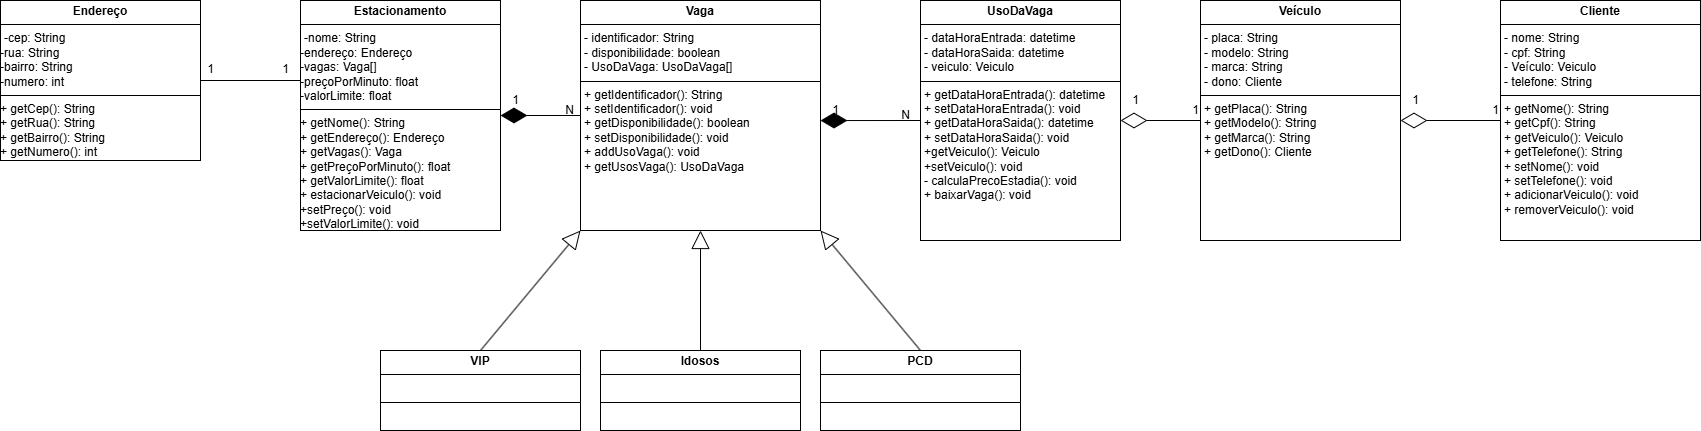 Endereço
-cep: String
-rua: String
-bairro: String
-numero: int
+ getCep(): String
+ getRua(): String
+ getBairro(): String
+ getNumero(): int
1
1
Estacionamento
-nome: String
-endereço: Endereço
-vagas: Vaga[]
-preçoPorMinuto: float
-valorLimite: float
+ getNome(): String
+ getEndereço(): Endereço
+ getVagas(): Vaga
+ getPreçoPorMinuto(): float
+ getValorLimite(): float
+ estacionarVeiculo(): void
+setPreço(): void
+setValorLimite(): void
1
N
Vaga
- identificador: String
- disponibilidade: boolean
- UsoDaVaga: UsoDaVaga[]
+ getIdentificador(): String
+ setIdentificador(): void
+ getDisponibilidade(): boolean
+ setDisponibilidade(): void
+ addUsoVaga(): void
+ getUsosVaga(): UsoDaVaga
1
N
UsoDaVaga
- dataHoraEntrada: datetime
- dataHoraSaida: datetime
- veiculo: Veiculo
+ getDataHoraEntrada(): datetime
+ setDataHoraEntrada(): void
+ getDataHoraSaida(): datetime
+ setDataHoraSaida(): void
+getVeiculo(): Veiculo
+setVeiculo(): void
- calculaPrecoEstadia(): void
+ baixarVaga(): void
1
1
Veículo
- placa: String
- modelo: String
- marca: String
- dono: Cliente
+ getPlaca(): String
+ getModelo(): String
+ getMarca(): String
+ getDono(): Cliente
1
1
Cliente
- nome: String
- cpf: String
- Veículo: Veiculo
- telefone: String
+ getNome(): String
+ getCpf(): String
+ getVeiculo(): Veiculo
+ getTelefone(): String
+ setNome(): void
+ setTelefone(): void
+ adicionarVeiculo(): void
+ removerVeiculo(): void
VIP
Idosos
PCD